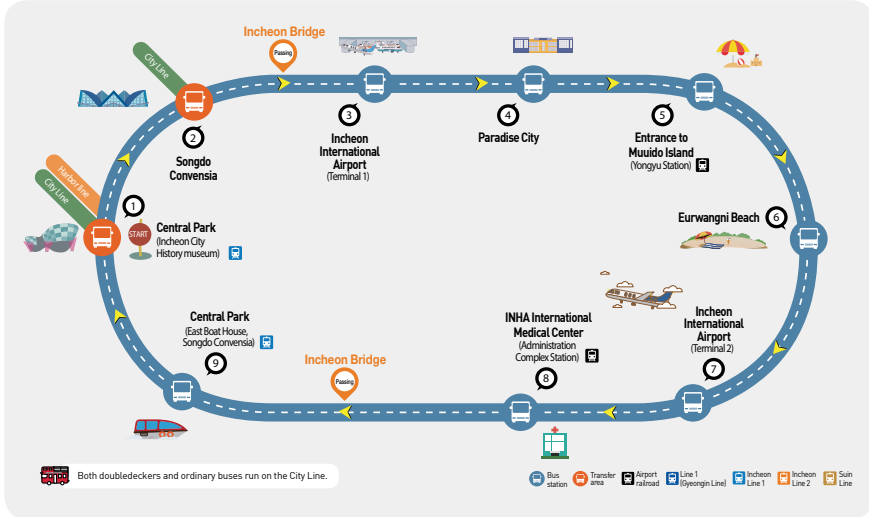 Incheon Bridge
Passing
City Line
2
Songdo
Convensia
3
Incheon
International
Airport
(Terminal 1)
4
Paradise City
5
Entrance to
Muuido Island
(Yongyu Station)
Harbor line
City Line
1
START
Central Park
(Incheon City
History museum)
Eurwangni Beach
6
Central Park
(East Boat House,
Songdo Convensia)
9
Incheon Bridge
Passing
INHA International
Medical Center
(Administration
Complex Station)
8
Incheon
International
Airport
(Terminal 2)
7
Both doubledeckers and ordinary buses run on the City Line.
Bus
station
Transfer
area
Airport
railroad
Line 1
(Gyeongin Line)
Incheon
Line 1
Incheon
Line 2
Suin
Line